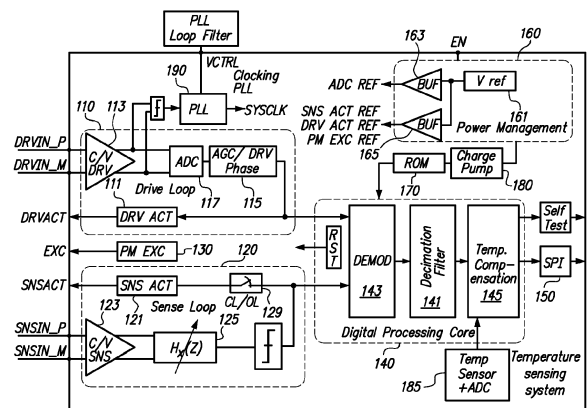 PLL
Loop Filter
VCTRL
EN
160
163
BUF
ADC REF
V ref
161
SNS ACT REF
DRV ACT REF
PM EXC REF
BUF
165
Power Management
190
Clocking
PLL
PLL
SYSCLK
110
113
DRVIN_P
DRVIN_M
C/V
DRV
ADC
117
AGC/DRV
Phase
115
Drive Loop
111
DRV ACT
DRVACT
ROM
170
Charge
Pump
180
EXC
PM EXC
130
RST
DEMOD
143
Decimation
Filter
141
Temp.
Compensation
145
Self
Test
SPI
150
120
SNSACT
SNS ACT
121
CL/OL
129
Sense Loop
123
125
SNSIN_P
SNSIN_M
C/V
SNS
Hx(Z)
Digital Processing Core
140
Temp
Sensor
+ADC
185
Temperature
sensing
system